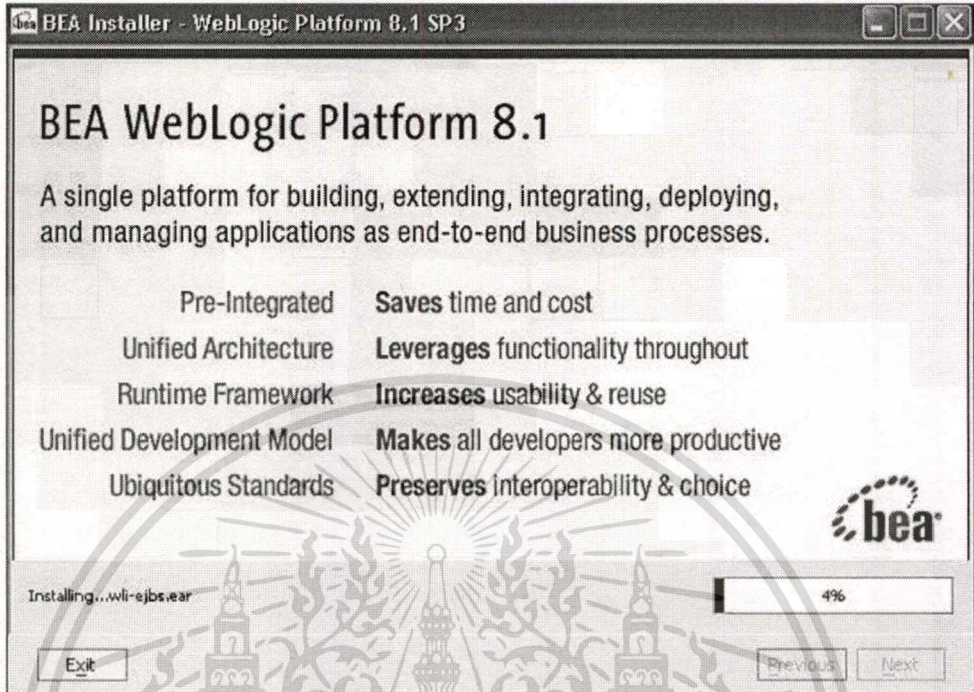 bea BEA Installer - WebLogic Platform 8.1 SP3
BEA WebLogic Platform 8.1
A single platform for building, extending, integrating, deploying,
and managing applications as end-to-end business processes.
Pre-Integrated Saves time and cost
Unified Architecture Leverages functionality throughout
Runtime Framework Increases usability & reuse
Unified Development Model Makes all developers more productive
Ubiquitous Standards Preserves interoperability & choice
bea
Installing...wli-ejbs.ear 4%
Exit Previous Next